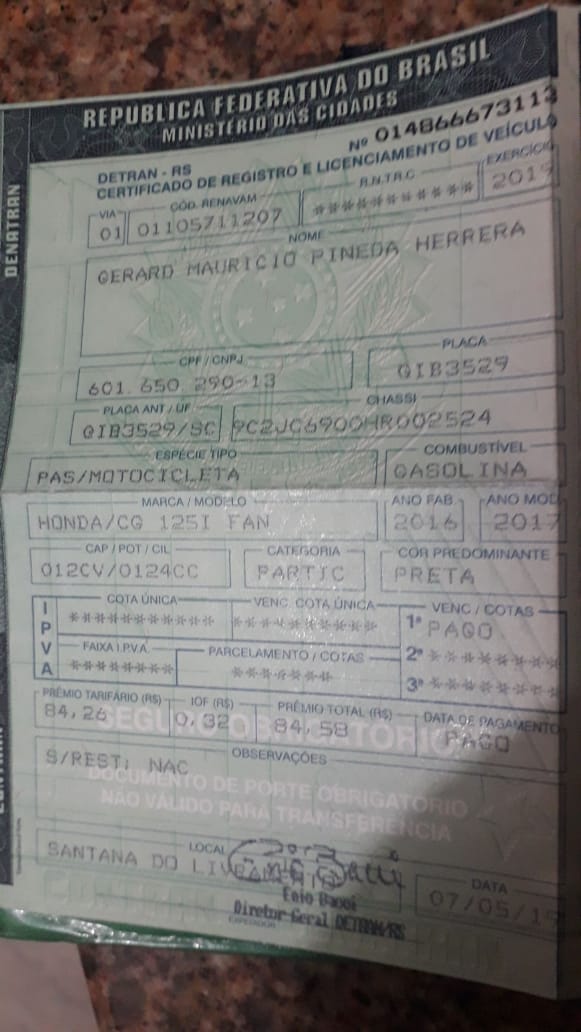 REPUBLICA FEDERATIVA DO BRASIL
MINISTÉRIO DAS CIDADES
DENATRAN
DETRAN - RS
Nº 014866673113
CERTIFICADO DE REGISTRO E LICENCIAMENTO DE VEÍCULO
VIA CÓD. RENAVAM R.N.T.R.C EXERCÍCIO
01 01105711207 *********** 2019
NOME
GERARD MAURICIO PINEDA HERRERA
CPF / CNPJ PLACA
601.650.290-13 GIB3529
PLACA ANT / UF CHASSI
GIB3529/SC 9C2JC6900HR002524
ESPÉCIE TIPO COMBUSTÍVEL
PAS/MOTOCICLETA GASOLINA
MARCA / MODELO ANO FAB. ANO MOD
HONDA/CG 125I FAN 2016 2017
CAP / POT / CIL CATEGORIA COR PREDOMINANTE
012CV/0124CC PARTIC PRETA
IPVA
COTA ÚNICA VENC. COTA ÚNICA VENC / COTAS
*********** *********** 1ª PAGO
FAIXA I.P.V.A. PARCELAMENTO / COTAS 2ª *********
******** ******* 3ª *********
PRÊMIO TARIFÁRIO (R$) IOF (R$) PRÊMIO TOTAL (R$) DATA DE PAGAMENTO
84,26 0,32 84,58 PAGO
SEGURO OBRIGATÓRIO
OBSERVAÇÕES
S/REST; NAC
DOCUMENTO DE PORTE OBRIGATÓRIO
NÃO VÁLIDO PARA TRANSFERÊNCIA
LOCAL DATA
SANTANA DO 07/05/19
Enio Bacci
Diretor-Geral DETRAN/RS
EXPEDIDOR